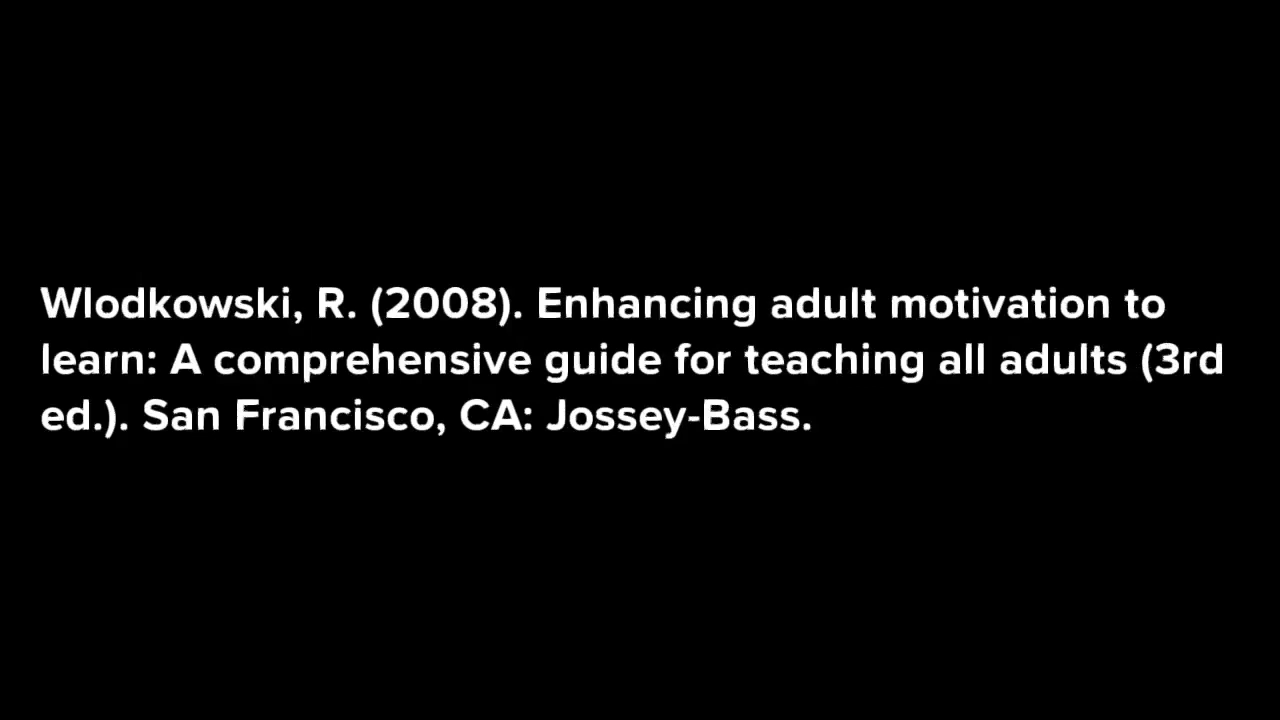 Wlodkowski, R. (2008). Enhancing adult motivation to
learn: A comprehensive guide for teaching all adults (3rd
ed.). San Francisco, CA: Jossey-Bass.